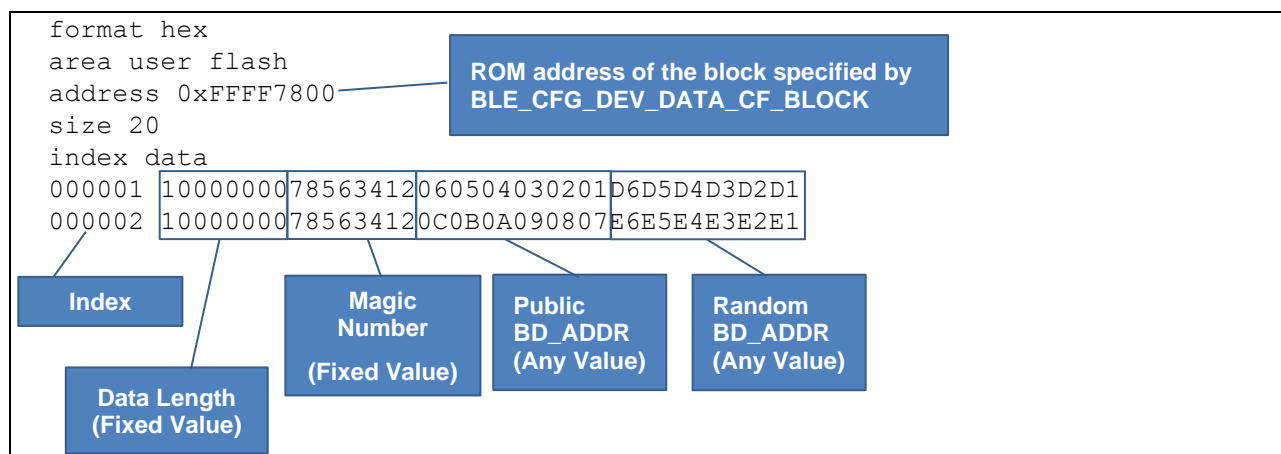 format hex
area user flash
address 0xFFFF7800
size 20
index data
000001 1000000078563412060504030201D6D5D4D3D2D1
000002 10000000785634120C0B0A090807E6E5E4E3E2E1
ROM address of the block specified by
BLE_CFG_DEV_DATA_CF_BLOCK
Index
Data Length
(Fixed Value)
Magic
Number
(Fixed Value)
Public
BD_ADDR
(Any Value)
Random
BD_ADDR
(Any Value)